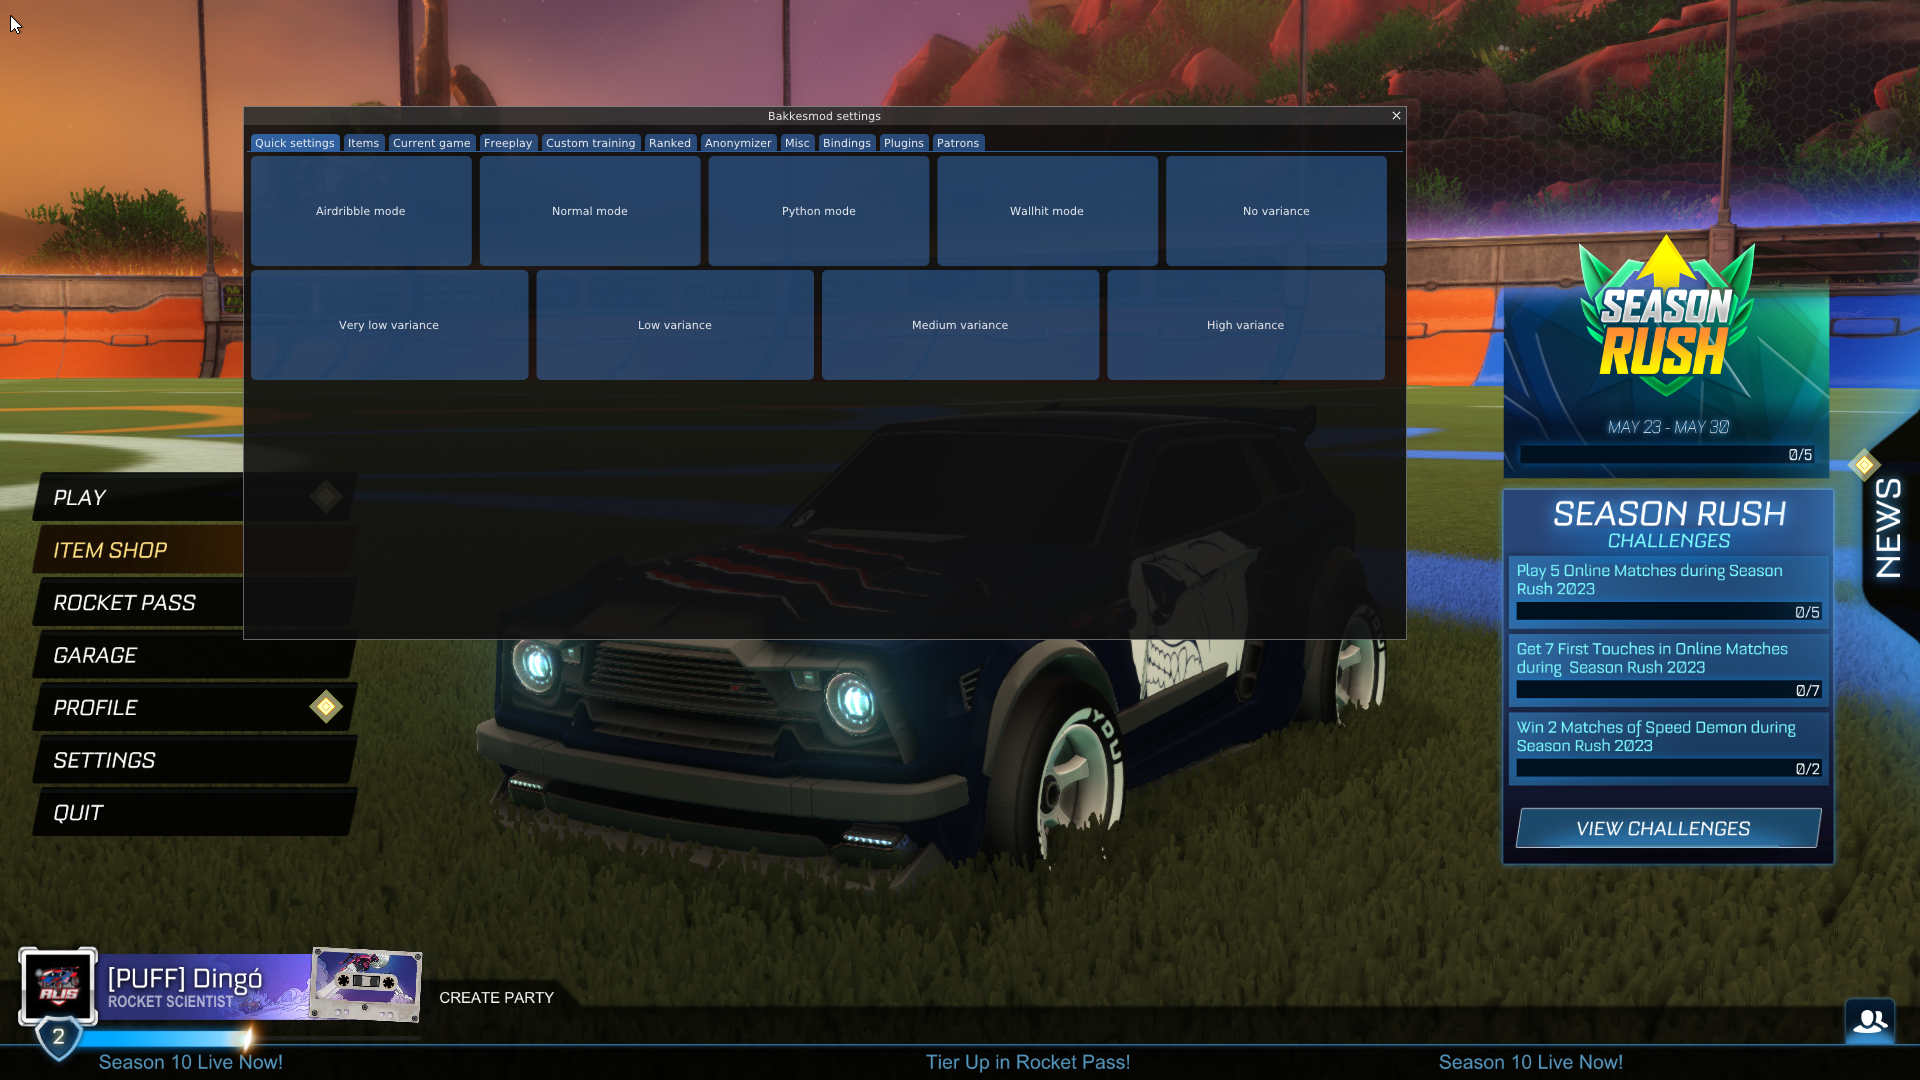 Bakkesmod settings
Quick settings Items Current game Freeplay Custom training Ranked Anonymizer Misc Bindings Plugins Patrons
Airdribble mode Normal mode Python mode Wallhit mode No variance
Very low variance Low variance Medium variance High variance
PLAY
ITEM SHOP
ROCKET PASS
GARAGE
PROFILE
SETTINGS
QUIT
SEASON
RUSH
MAY 23 - MAY 30
0/5
NEWS
SEASON RUSH
CHALLENGES
Play 5 Online Matches during Season
Rush 2023
0/5
Get 7 First Touches in Online Matches
during Season Rush 2023
0/7
Win 2 Matches of Speed Demon during
Season Rush 2023
0/2
VIEW CHALLENGES
YOU
[PUFF] Dingó
ROCKET SCIENTIST
2
CREATE PARTY
Season 10 Live Now! Tier Up in Rocket Pass! Season 10 Live Now!